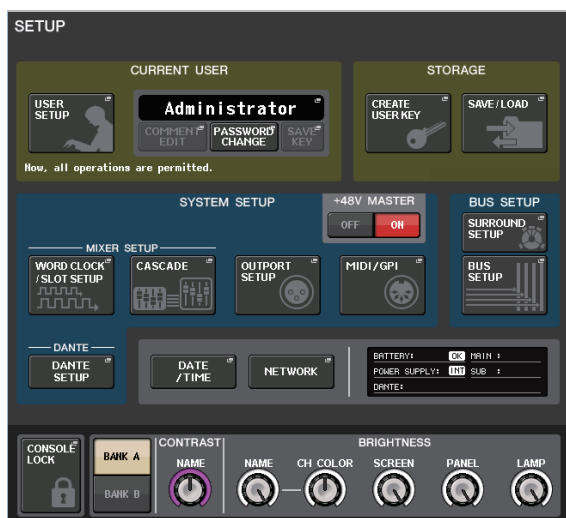 SETUP
CURRENT USER
STORAGE
USER
SETUP
Administrator
COMMENT
EDIT
PASSWORD
CHANGE
SAVE
KEY
CREATE
USER KEY
SAVE/LOAD
Now, all operations are permitted.
SYSTEM SETUP
+48V MASTER
OFF
ON
BUS SETUP
SURROUND
SETUP
MIXER SETUP
WORD CLOCK
/SLOT SETUP
CASCADE
OUTPORT
SETUP
MIDI/GPI
BUS
SETUP
DANTE
DANTE
SETUP
DATE
/TIME
NETWORK
BATTERY: OK MAIN :
POWER SUPPLY: INT SUB :
DANTE:
CONSOLE
LOCK
BANK A
BANK B
CONTRAST
NAME
BRIGHTNESS
NAME
CH COLOR
SCREEN
PANEL
LAMP